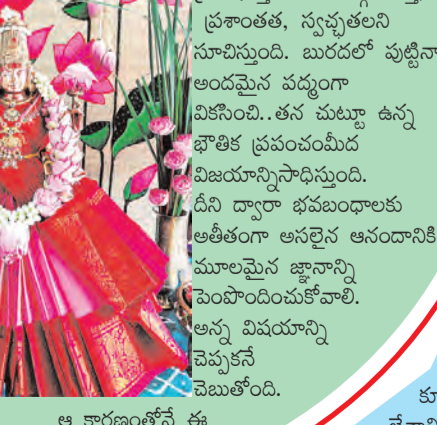 ప్రశాంతత, స్వచ్ఛతలని
సూచిస్తుంది. బురదలో పుట్టినా
అందమైన పద్మంగా
వికసించి..తన చుట్టూ ఉన్న
భౌతిక ప్రపంచంమీద
విజయాన్నిసాధిస్తుంది.
దీని ద్వారా భవబంధాలకు
అతీతంగా అసలైన ఆనందానికి
మూలమైన జ్ఞానాన్ని
పెంపొందించుకోవాలి.
అన్న విషయాన్ని
చెప్పకనే
చెబుతోంది.
ఆ కారణంతోనే ఈ